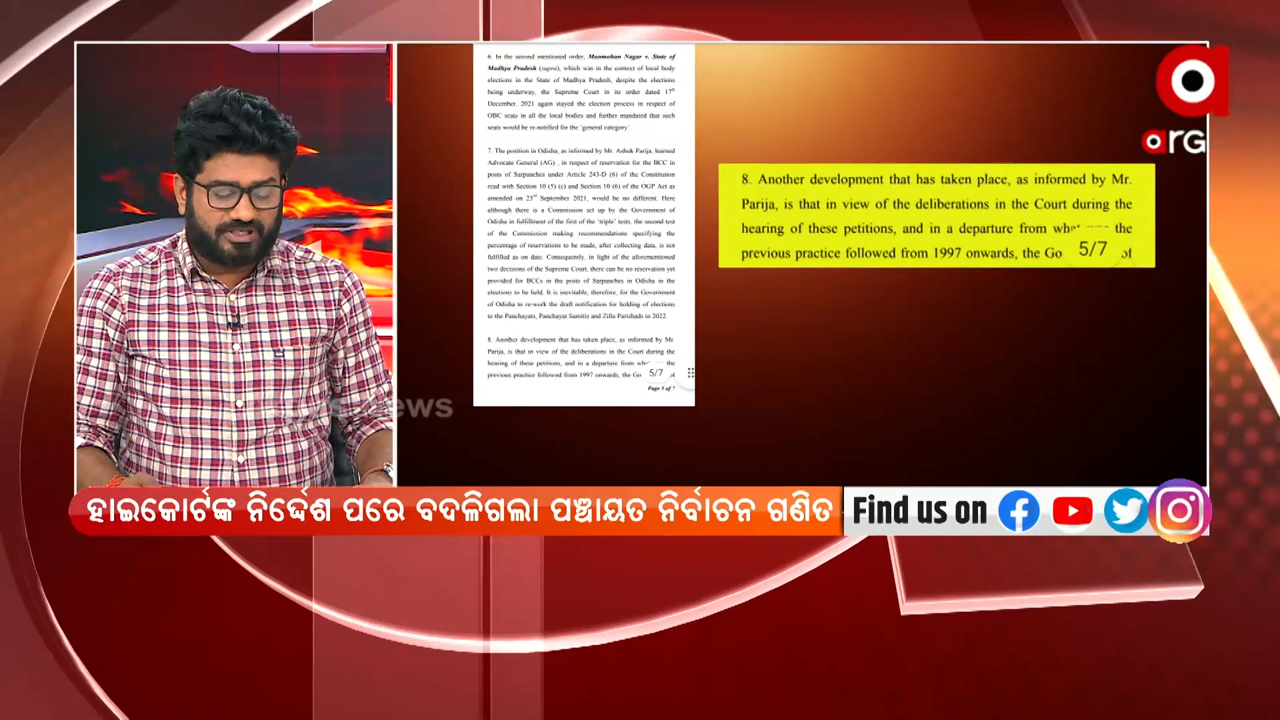 6. In the second mentioned order, Manmohan Nagar v. State of
Madhya Pradesh (supra), which was in the context of local body
elections in the State of Madhya Pradesh, despite the elections
being underway, the Supreme Court in its order dated 17th
December. 2021 again stayed the election process in respect of
OBC seats in all the local bodies and further mandated that such
seats would be re-notified for the 'general category'
7. The position in Odisha, as informed by Mr. Ashok Parija, learned
Advocate General (AG) , in respect of reservation for the BCC in
posts of Sarpanches under Article 243-D (6) of the Constitution
read with Section 10 (5) (c) and Section 10 (6) of the OGP Act as
amended on 23rd September 2021, would be no different. Here
although there is a Commission set up by the Government of
Odisha in fulfillment of the first of the 'triple' tests, the second test
of the Commission making recommendations specifying the
percentage of reservations to be made, after collecting data, is not
fulfilled as on date. Consequently, in light of the aforementioned
two decisions of the Supreme Court, there can be no reservation yet
provided for BCCs in the posts of Sarpanches in Odisha in the
elections to be held. It is inevitable, therefore, for the Government
of Odisha to re-work the draft notification for holding of elections
to the Panchayats, Panchayat Samitis and Zilla Parishads in 2022.
8. Another development that has taken place, as informed by Mr.
Parija, is that in view of the deliberations in the Court during the
hearing of these petitions, and in a departure from the
previous practice followed from 1997 onwards, the
5/7
Page 5 of 7
8. Another development that has taken place, as informed by Mr.
Parija, is that in view of the deliberations in the Court during the
hearing of these petitions, and in a departure from the
previous practice followed from 1997 onwards, the of
5/7
arg
ews
ହାଇକୋର୍ଟଙ୍କ ନିର୍ଦ୍ଦେଶ ପରେ ବଦଳିଗଲା ପଞ୍ଚାୟତ ନିର୍ବାଚନ ଗଣିତ
Find us on